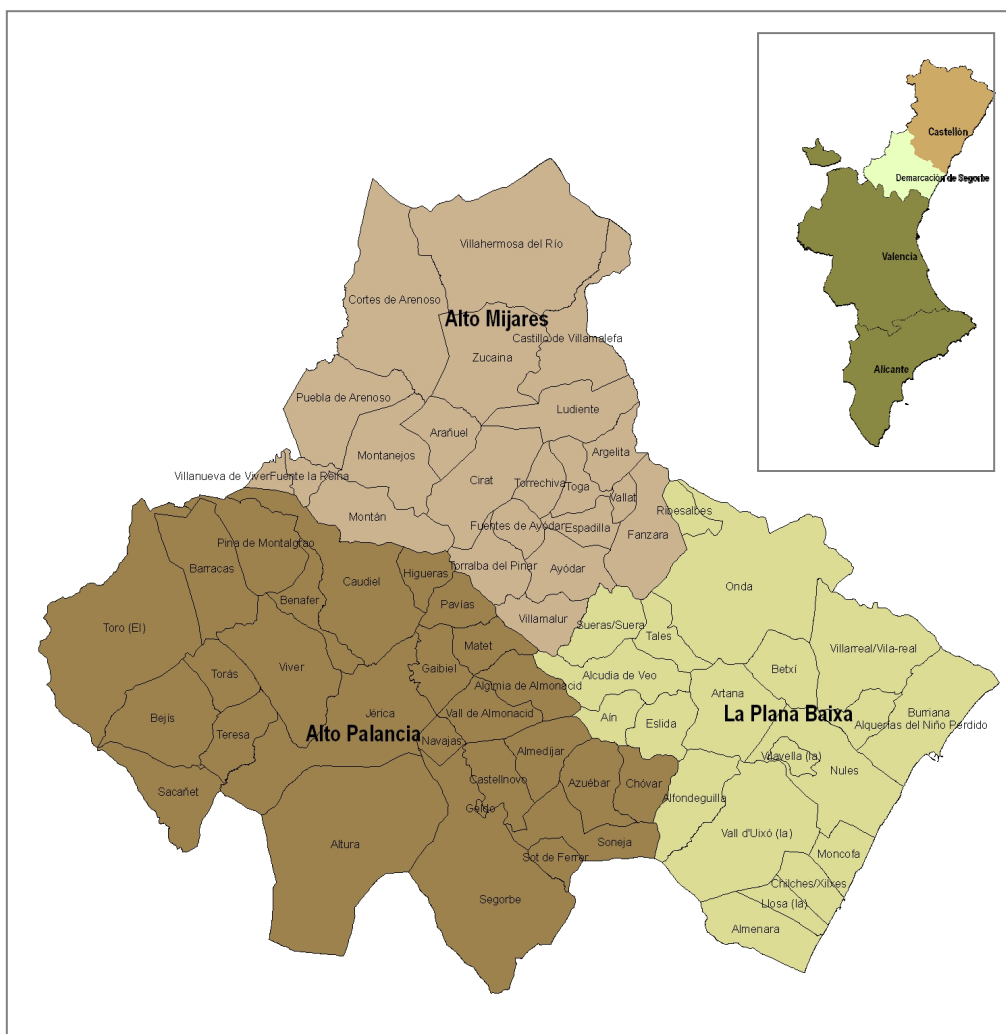 Castellón
Demarcación de Segorbe
Valencia
Alicante
Villahermosa del Río
Cortes de Arenoso
Alto Mijares
Castillo de Villamalefa
Zucaina
Puebla de Arenoso
Ludiente
Arañuel
Argelita
Montanejos
Villanueva de Viver
Fuente la Reina
Cirat
Torrechiva
Toga
Vallat
Montán
Fuentes de Ayódar
Espadilla
Fanzara
Torralba del Pinar
Ayódar
Villamalur
Ribesalbes
Onda
Sueras/Suera
Tales
Betxí
Villarreal/Vila-real
Alcudia de Veo
Artana
La Plana Baixa
Burriana
Alquerías del Niño Perdido
Aín
Eslida
Vilavella (la)
Nules
Alfondeguilla
Vall d'Uixó (la)
Moncofa
Chilches/Xilxes
Llosa (la)
Almenara
Pina de Montalgrao
Barracas
Caudiel
Higueras
Benafer
Pavías
Toro (El)
Matet
Viver
Gaibiel
Torás
Algimia de Almonacid
Jérica
Vall de Almonacid
Bejís
Alto Palancia
Teresa
Navajas
Almedíjar
Castellnovo
Azuébar
Chóvar
Sacañet
Geldo
Altura
Soneja
Sot de Ferrer
Segorbe